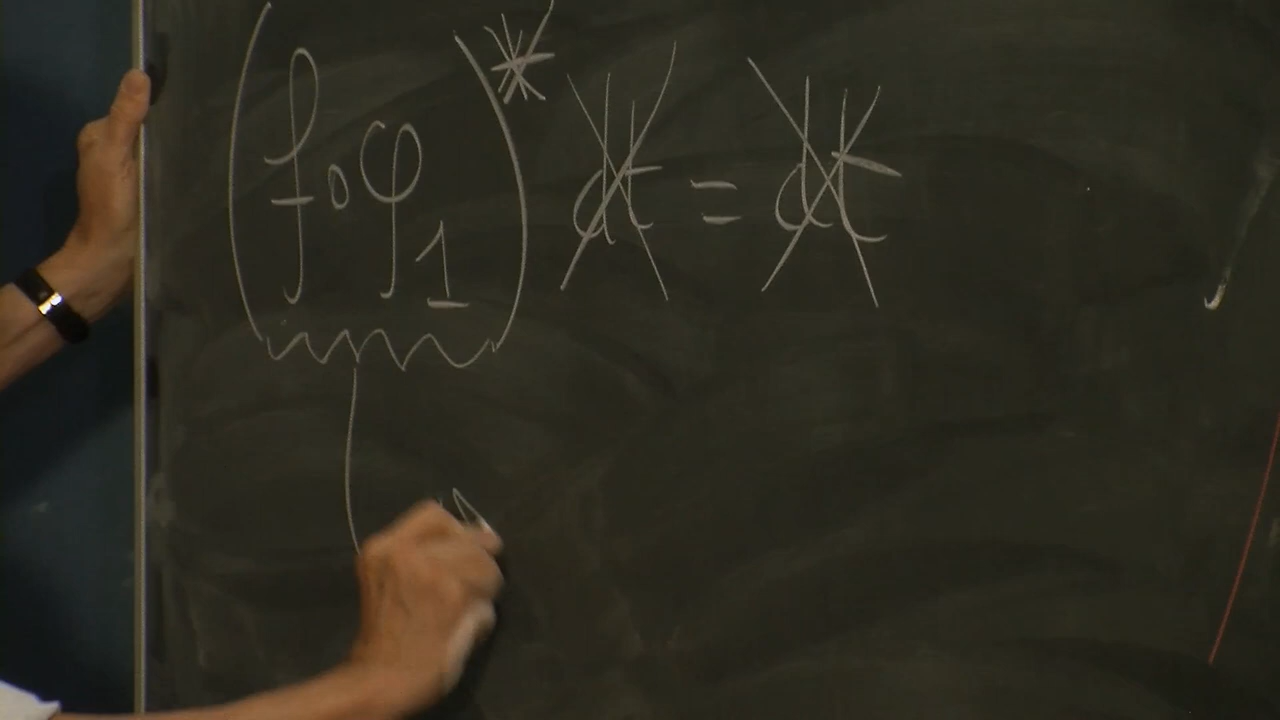 (f∘φ₁)* dt = dt